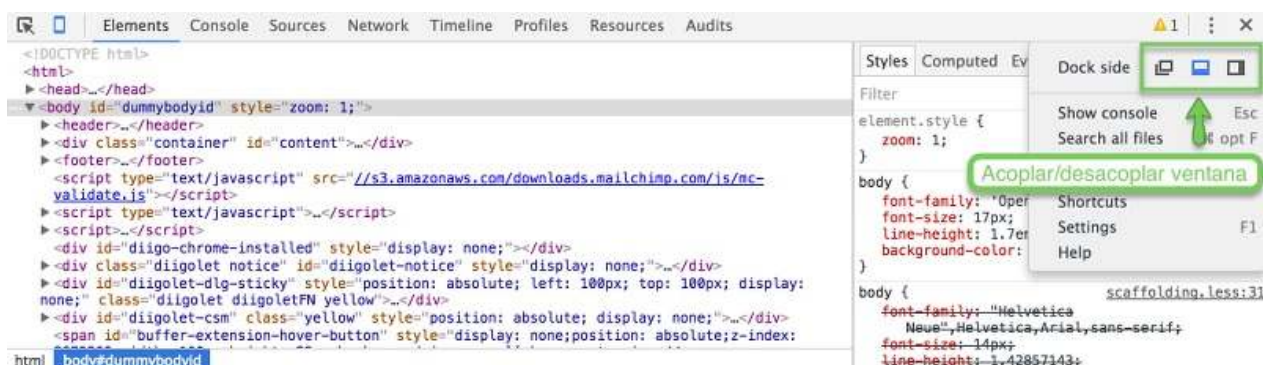 Elements Console Sources Network Timeline Profiles Resources Audits 1
<!DOCTYPE html>
<html>
<head>…</head>
<body id="dummybodyid" style="zoom: 1;">
<header>…</header>
<div class="container" id="content">…</div>
<footer>…</footer>
<script type="text/javascript" src="//s3.amazonaws.com/downloads.mailchimp.com/js/mc-
validate.js"></script>
<script type="text/javascript">…</script>
<script>…</script>
<div id="diigo-chrome-installed" style="display: none;"></div>
<div class="diigolet notice" id="diigolet-notice" style="display: none;">…</div>
<div id="diigolet-dlg-sticky" style="position: absolute; left: 100px; top: 100px; display:
none;" class="diigolet diigoletFN yellow">…</div>
<div id="diigolet-csm" class="yellow" style="position: absolute; display: none;">…</div>
<span id="buffer-extension-hover-button" style="display: none;position: absolute;z-index:
html body#dummybodyid
Styles Computed Ev
Filter
element.style {
zoom: 1;
}
body {
font-family: 'Open
font-size: 17px;
line-height: 1.7em
background-color:
}
body { scaffolding.less:31
font-family: "Helvetica
Neue",Helvetica,Arial,sans-serif;
font-size: 14px;
line-height: 1.42857143;
Dock side
Show console Esc
Search all files opt F
Acoplar/desacoplar ventana
Shortcuts
Settings F1
Help